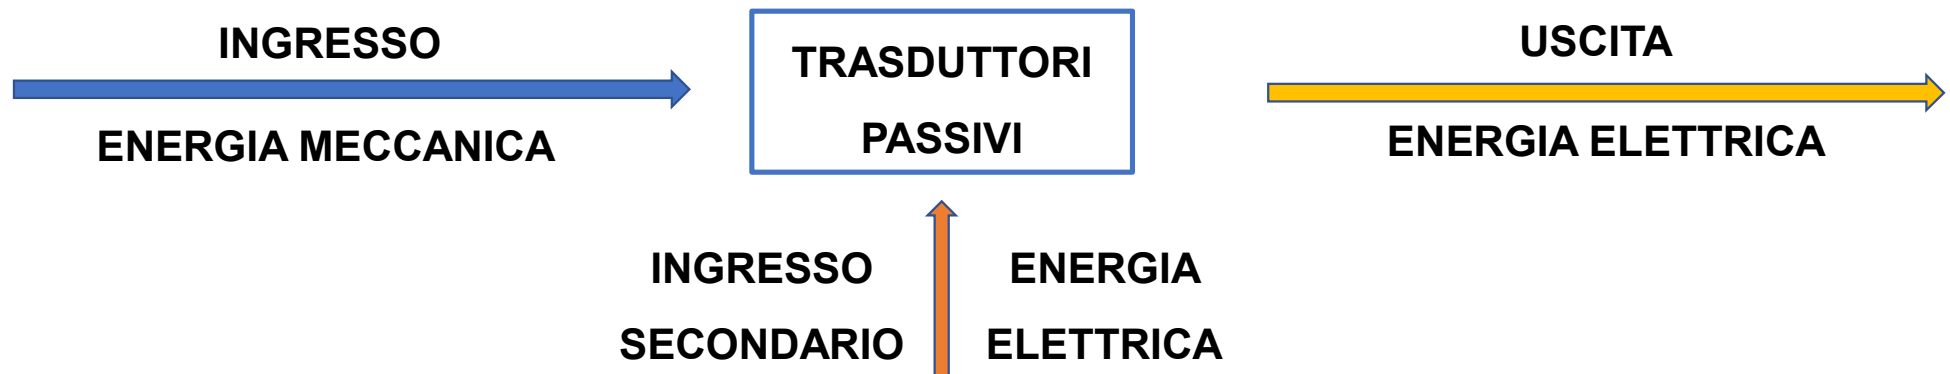 INGRESSO
ENERGIA MECCANICA
TRASDUTTORI
PASSIVI
USCITA
ENERGIA ELETTRICA
INGRESSO
SECONDARIO
ENERGIA
ELETTRICA